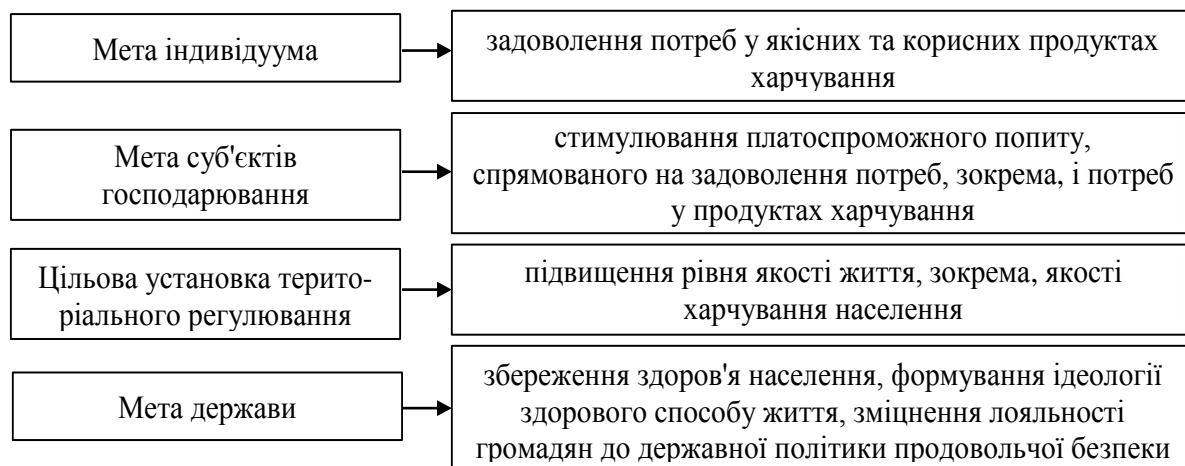 Мета індивідуума
задоволення потреб у якісних та корисних продуктах
харчування
Мета суб'єктів
господарювання
стимулювання платоспроможного попиту,
спрямованого на задоволення потреб, зокрема, і потреб
у продуктах харчування
Цільова установка терито-
ріального регулювання
підвищення рівня якості життя, зокрема, якості
харчування населення
Мета держави
збереження здоров'я населення, формування ідеології
здорового способу життя, зміцнення лояльності
громадян до державної політики продовольчої безпеки